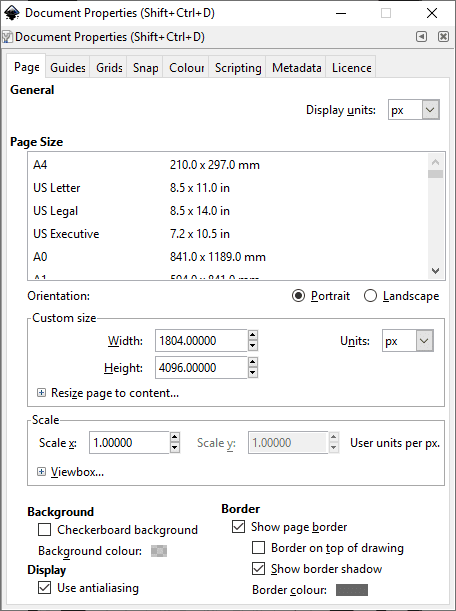 Document Properties (Shift+Ctrl+D)
Document Properties (Shift+Ctrl+D)
Page Guides Grids Snap Colour Scripting Metadata Licence
General
Display units: px
Page Size
A4 210.0 x 297.0 mm
US Letter 8.5 x 11.0 in
US Legal 8.5 x 14.0 in
US Executive 7.2 x 10.5 in
A0 841.0 x 1189.0 mm
A1 594.0 x 841.0 mm
Orientation: Portrait Landscape
Custom size
Width: 1804.00000 Units: px
Height: 4096.00000
Resize page to content...
Scale
Scale x: 1.00000 Scale y: 1.00000 User units per px.
Viewbox...
Background
Checkerboard background
Background colour:
Display
Use antialiasing
Border
Show page border
Border on top of drawing
Show border shadow
Border colour: